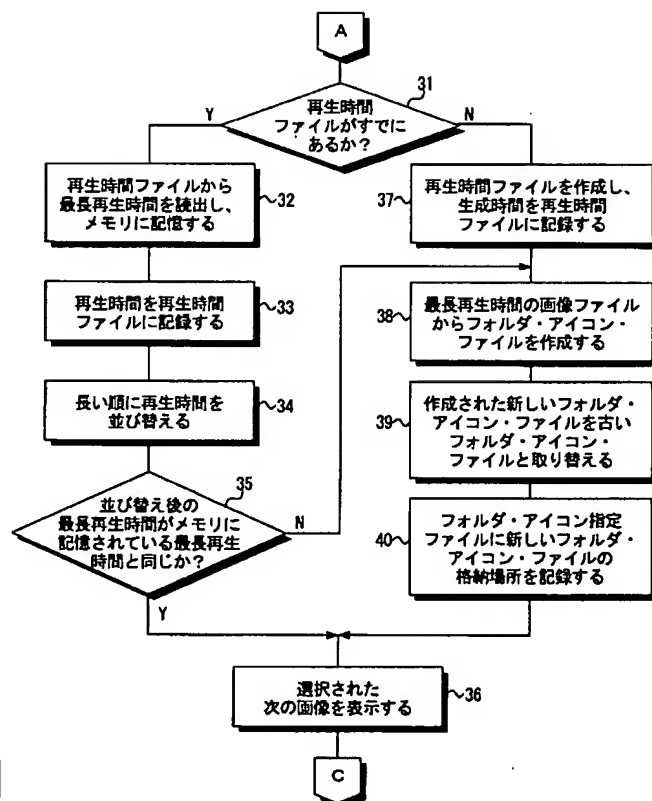 A
31
再生時間
ファイルがすでに
あるか？
Y
N
再生時間ファイルから
最長再生時間を読出し、
メモリに記憶する
32
再生時間を再生時間
ファイルに記録する
33
長い順に再生時間を
並び替える
34
35
並び替え後の
最長再生時間がメモリに
記憶されている最長再生
時間と同じか？
N
Y
37
再生時間ファイルを作成し、
生成時間を再生時間
ファイルに記録する
38
最長再生時間の画像ファイル
からフォルダ・アイコン・
ファイルを作成する
39
作成された新しいフォルダ・
アイコン・ファイルを古い
フォルダ・アイコン・
ファイルと取り替える
40
フォルダ・アイコン指定
ファイルに新しいフォルダ・
アイコン・ファイルの
格納場所を記録する
選択された
次の画像を表示する
36
C